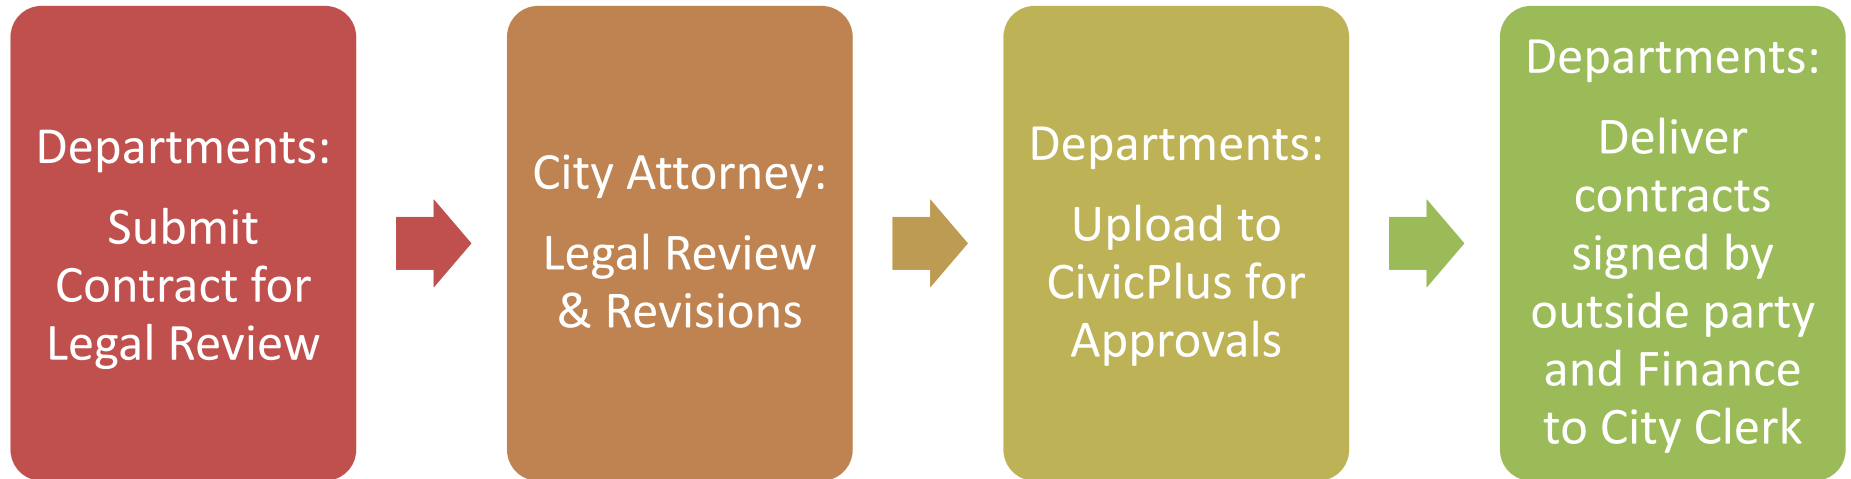 Departments:
Submit
Contract for
Legal Review
City Attorney:
Legal Review
& Revisions
Departments:
Upload to
CivicPlus for
Approvals
Departments:
Deliver
contracts
signed by
outside party
and Finance
to City Clerk